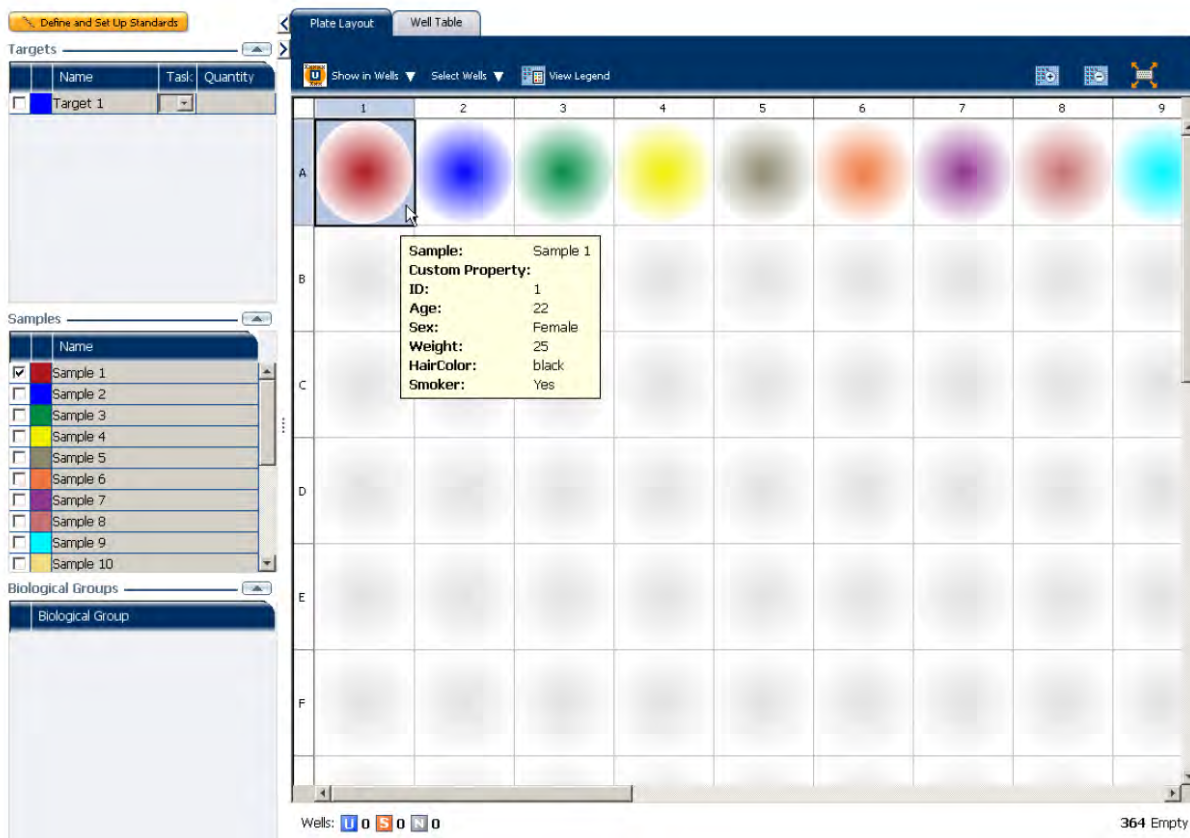 Define and Set Up Standards
Targets
Name Task Quantity
Target 1
Samples
Name
Sample 1
Sample 2
Sample 3
Sample 4
Sample 5
Sample 6
Sample 7
Sample 8
Sample 9
Sample 10
Biological Groups
Biological Group
Plate Layout Well Table
U Show in Wells Select Wells View Legend
1 2 3 4 5 6 7 8 9
A
B
C
D
E
F
Sample: Sample 1
Custom Property:
ID: 1
Age: 22
Sex: Female
Weight: 25
HairColor: black
Smoker: Yes
Wells: U 0 S 0 N 0
364 Empty